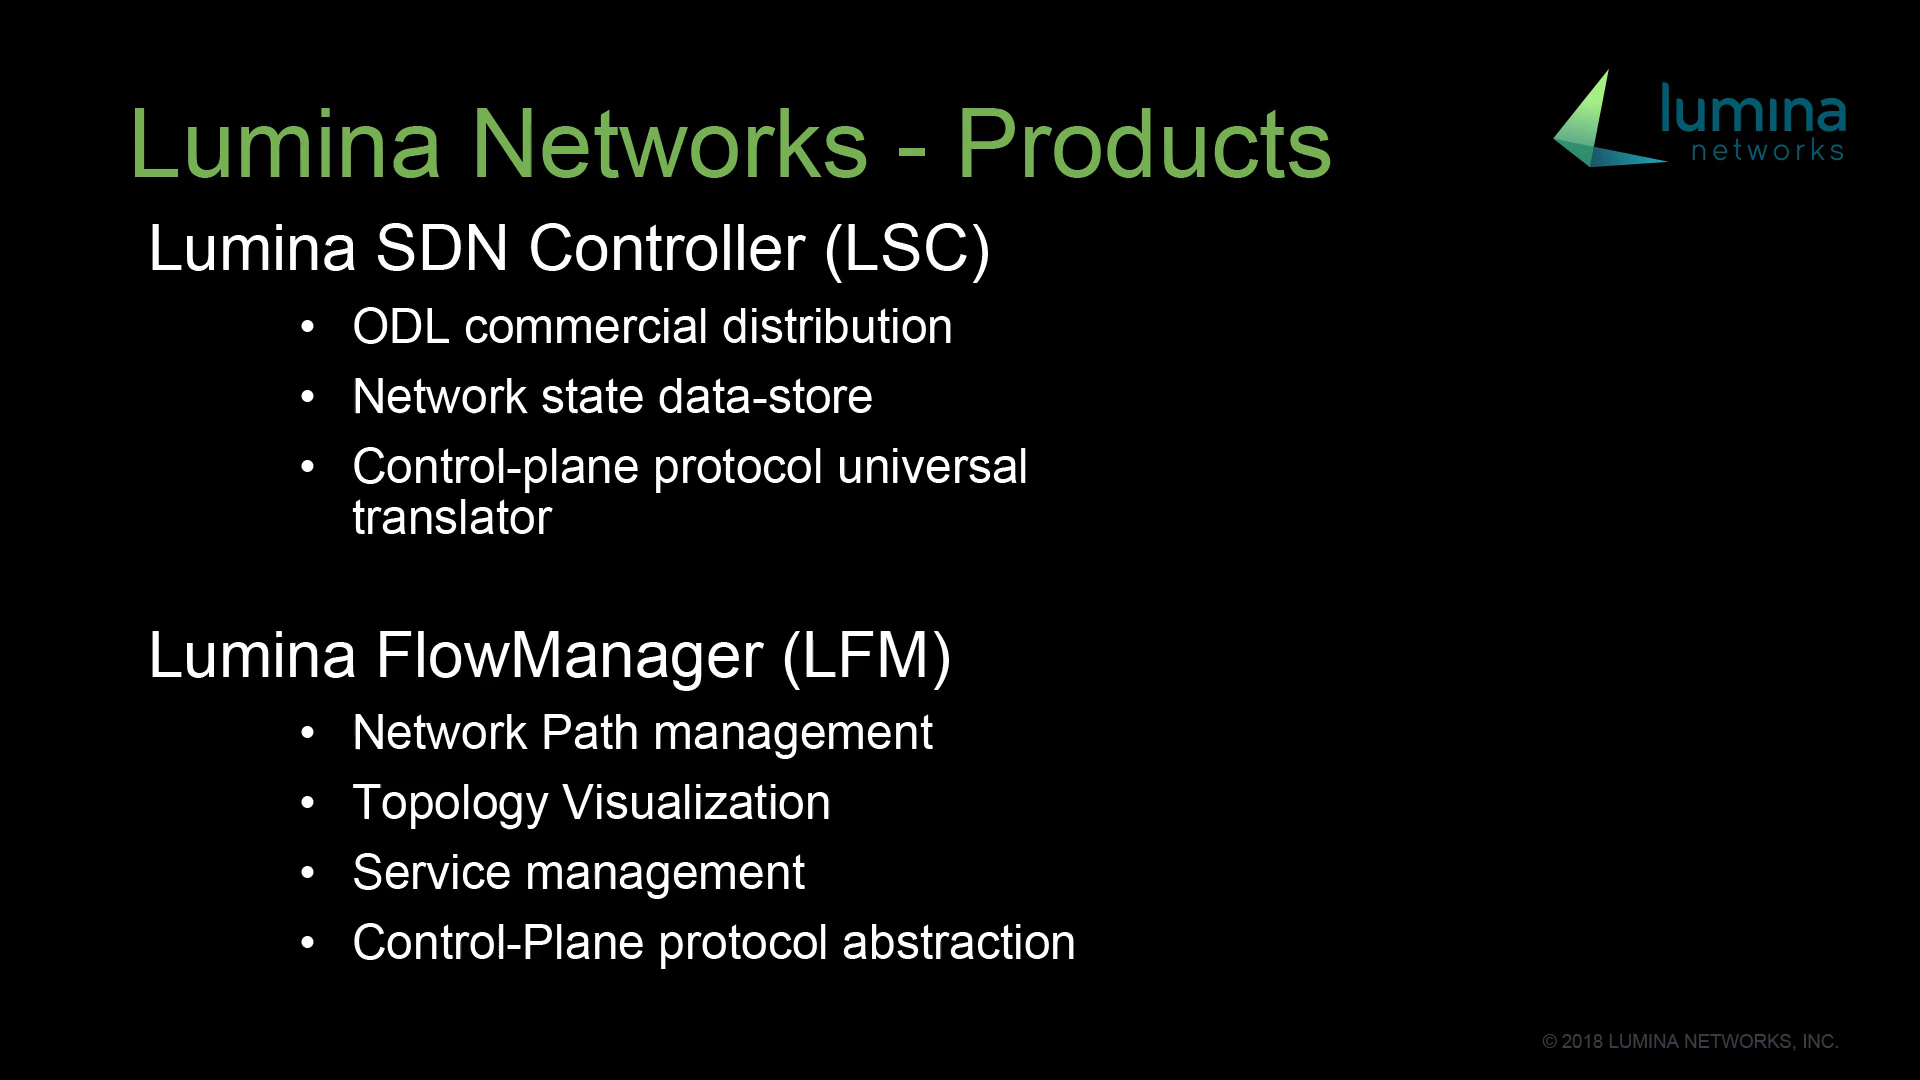 Lumina Networks - Products
lumina
networks
Lumina SDN Controller (LSC)
• ODL commercial distribution
• Network state data-store
• Control-plane protocol universal
translator
Lumina FlowManager (LFM)
• Network Path management
• Topology Visualization
• Service management
• Control-Plane protocol abstraction
© 2018 LUMINA NETWORKS, INC.